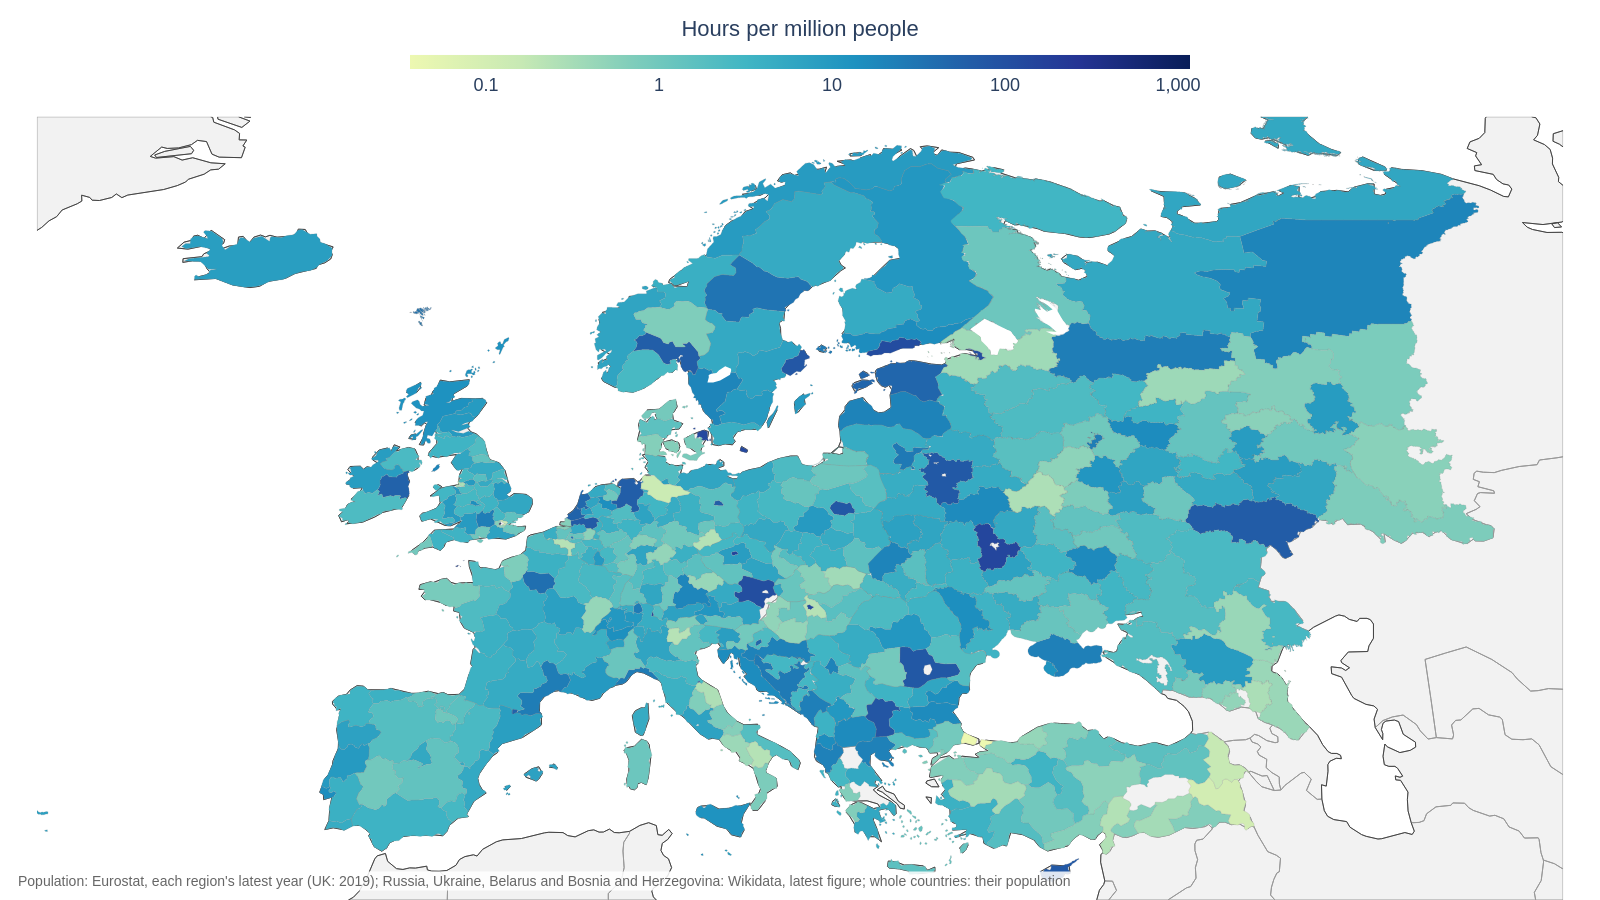 Hours per million people
0.1 1 10 100 1,000
Population: Eurostat, each region's latest year (UK: 2019); Russia, Ukraine, Belarus and Bosnia and Herzegovina: Wikidata, latest figure; whole countries: their population